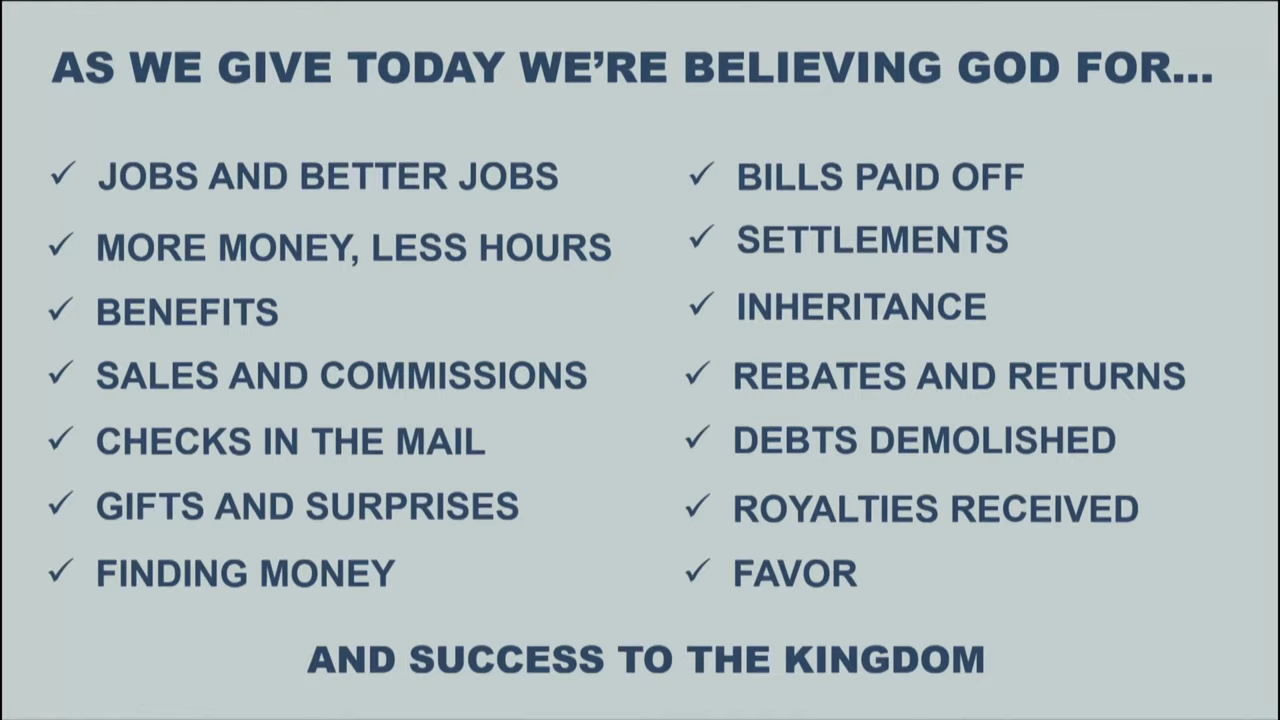 AS WE GIVE TODAY WE'RE BELIEVING GOD FOR...
✓ JOBS AND BETTER JOBS
✓ MORE MONEY, LESS HOURS
✓ BENEFITS
✓ SALES AND COMMISSIONS
✓ CHECKS IN THE MAIL
✓ GIFTS AND SURPRISES
✓ FINDING MONEY
✓ BILLS PAID OFF
✓ SETTLEMENTS
✓ INHERITANCE
✓ REBATES AND RETURNS
✓ DEBTS DEMOLISHED
✓ ROYALTIES RECEIVED
✓ FAVOR
AND SUCCESS TO THE KINGDOM